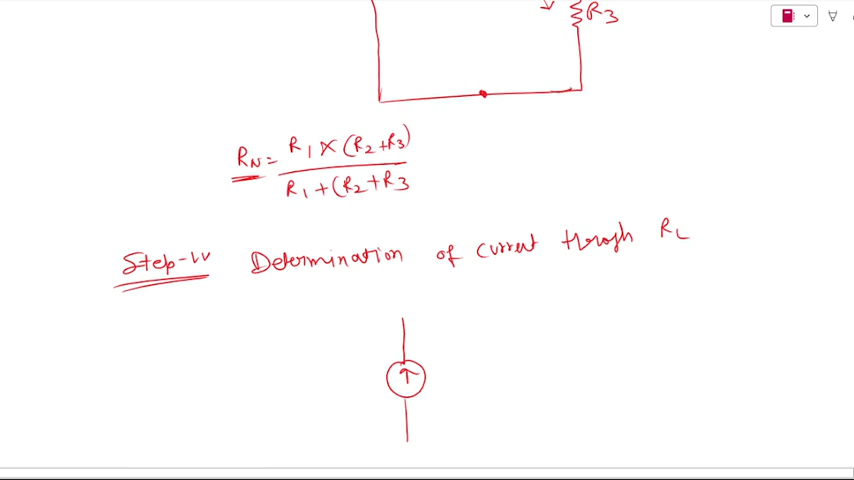 R3
RN = R1 × (R2+R3)
R1 + (R2+R3
Step-IV Determination of current through RL